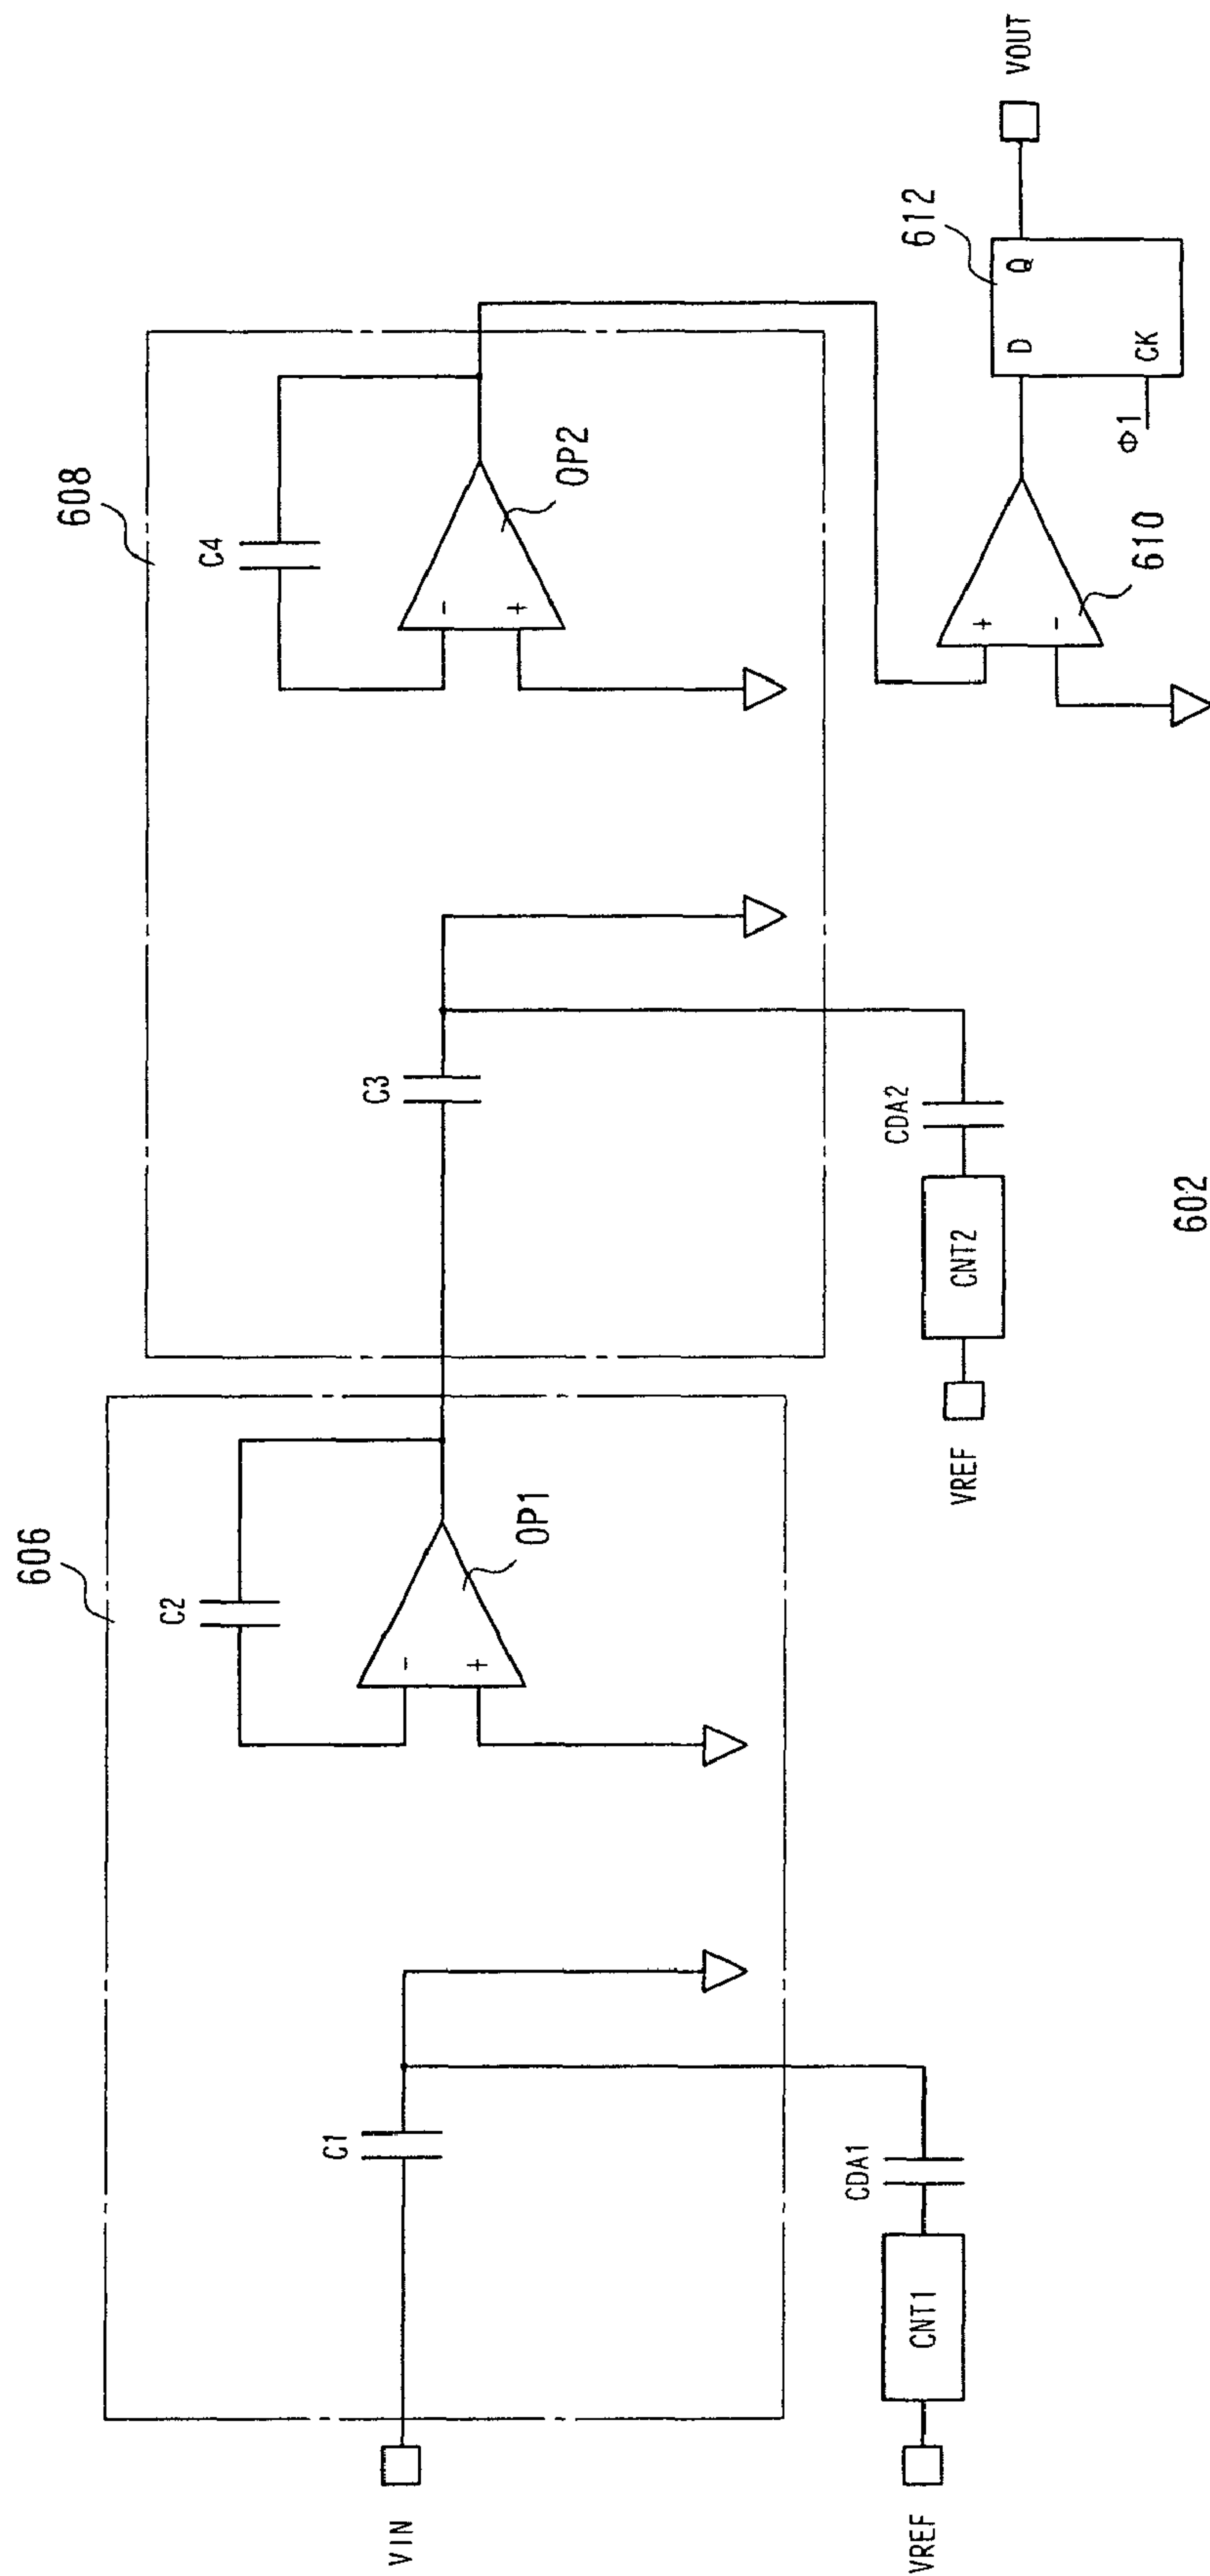 606
608
C2
C4
-
+
OP1
-
+
OP2
C1
C3
VIN
CDA1
CNT1
VREF
CDA2
CNT2
VREF
+
-
610
612
D
Q
CK
Φ1
VOUT
602